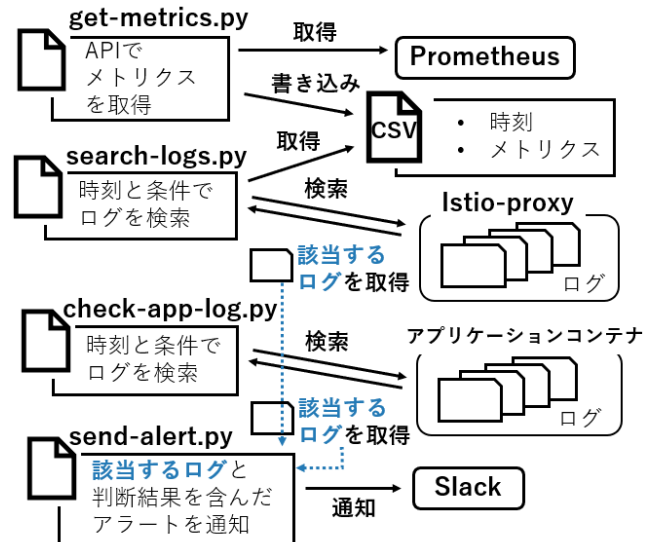 get-metrics.py
APIで
メトリクス
を取得
取得
Prometheus
書き込み
CSV
• 時刻
• メトリクス
search-logs.py
時刻と条件で
ログを検索
取得
検索
Istio-proxy
ログ
該当する
ログを取得
check-app-log.py
時刻と条件で
ログを検索
検索
アプリケーションコンテナ
ログ
該当する
ログを取得
send-alert.py
該当するログと
判断結果を含んだ
アラートを通知
通知
Slack